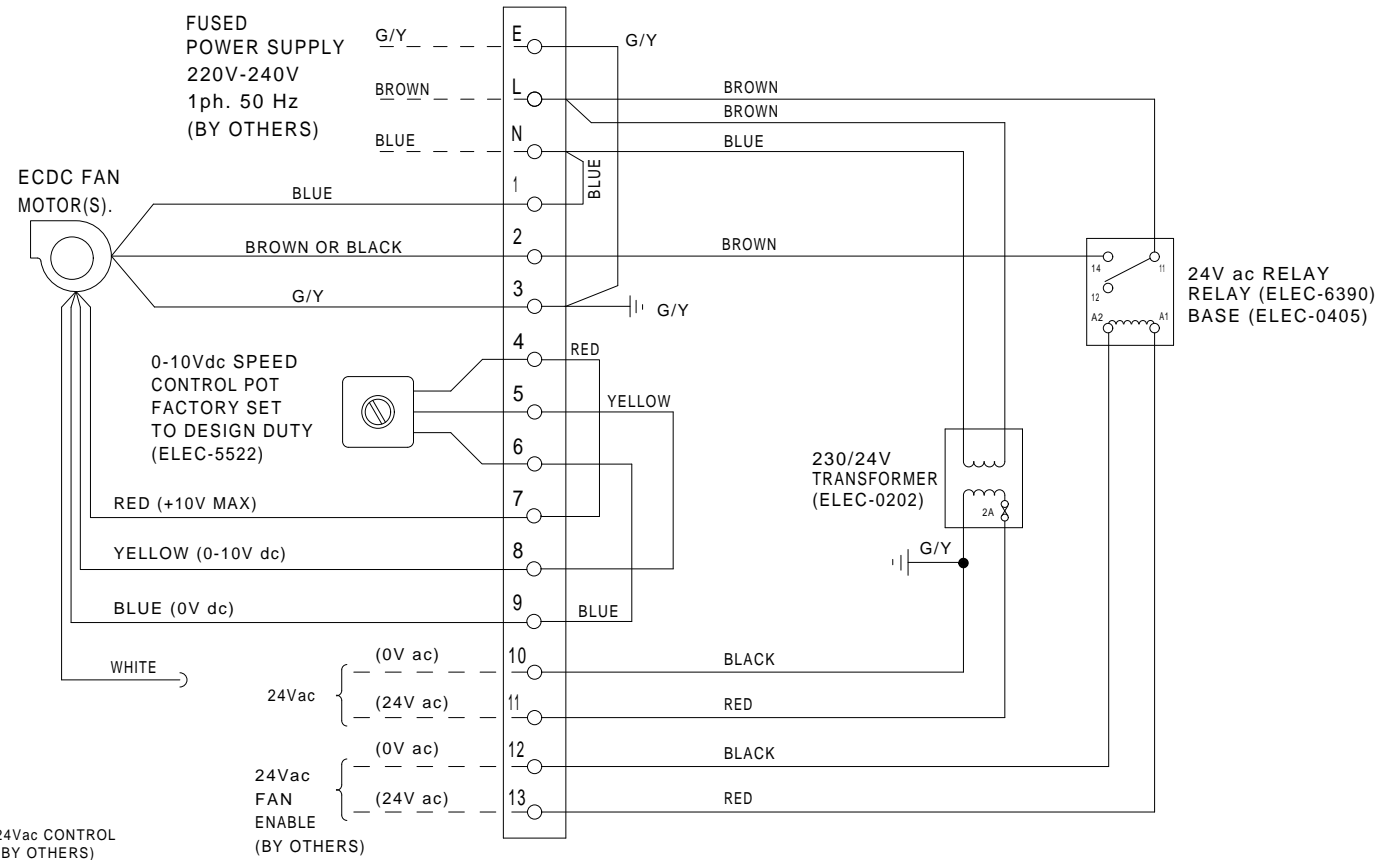 FUSED
POWER SUPPLY
220V-240V
1ph. 50 Hz
(BY OTHERS)
G/Y
E
G/Y
BROWN
L
BROWN
BROWN
BLUE
N
BLUE
BLUE
ECDC FAN
MOTOR(S).
BLUE
1
BROWN OR BLACK
2
BROWN
G/Y
3
G/Y
14
11
12
A2
A1
24V ac RELAY
RELAY (ELEC-6390)
BASE (ELEC-0405)
0-10Vdc SPEED
CONTROL POT
FACTORY SET
TO DESIGN DUTY
(ELEC-5522)
4
RED
5
YELLOW
6
230/24V
TRANSFORMER
(ELEC-0202)
2A
G/Y
RED (+10V MAX)
7
YELLOW (0-10V dc)
8
BLUE (0V dc)
9
BLUE
WHITE
24Vac
(0V ac)
10
BLACK
(24V ac)
11
RED
24Vac
FAN
ENABLE
(BY OTHERS)
(0V ac)
12
BLACK
(24V ac)
13
RED
24Vac CONTROL
BY OTHERS)